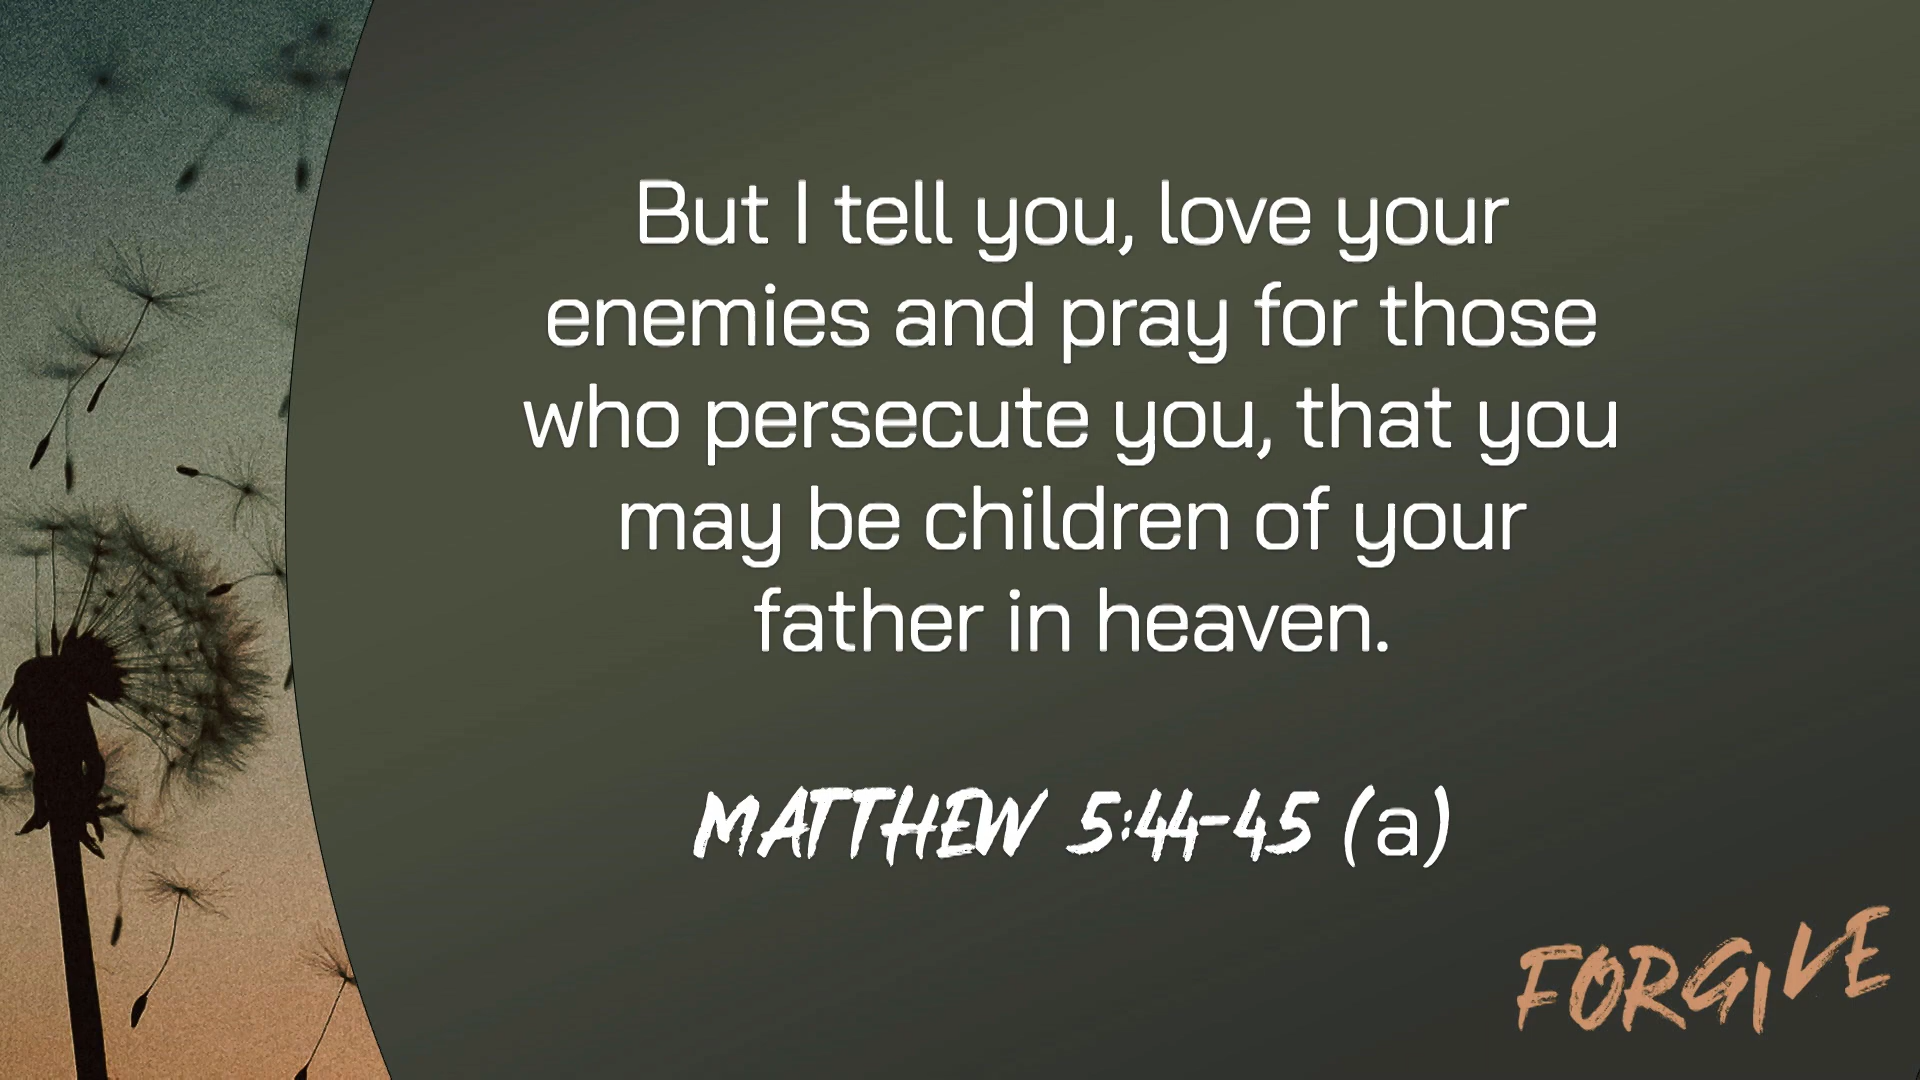 But I tell you, love your
enemies and pray for those
who persecute you, that you
may be children of your
father in heaven.
MATTHEW 5:44-45 (a)
FORGIVE